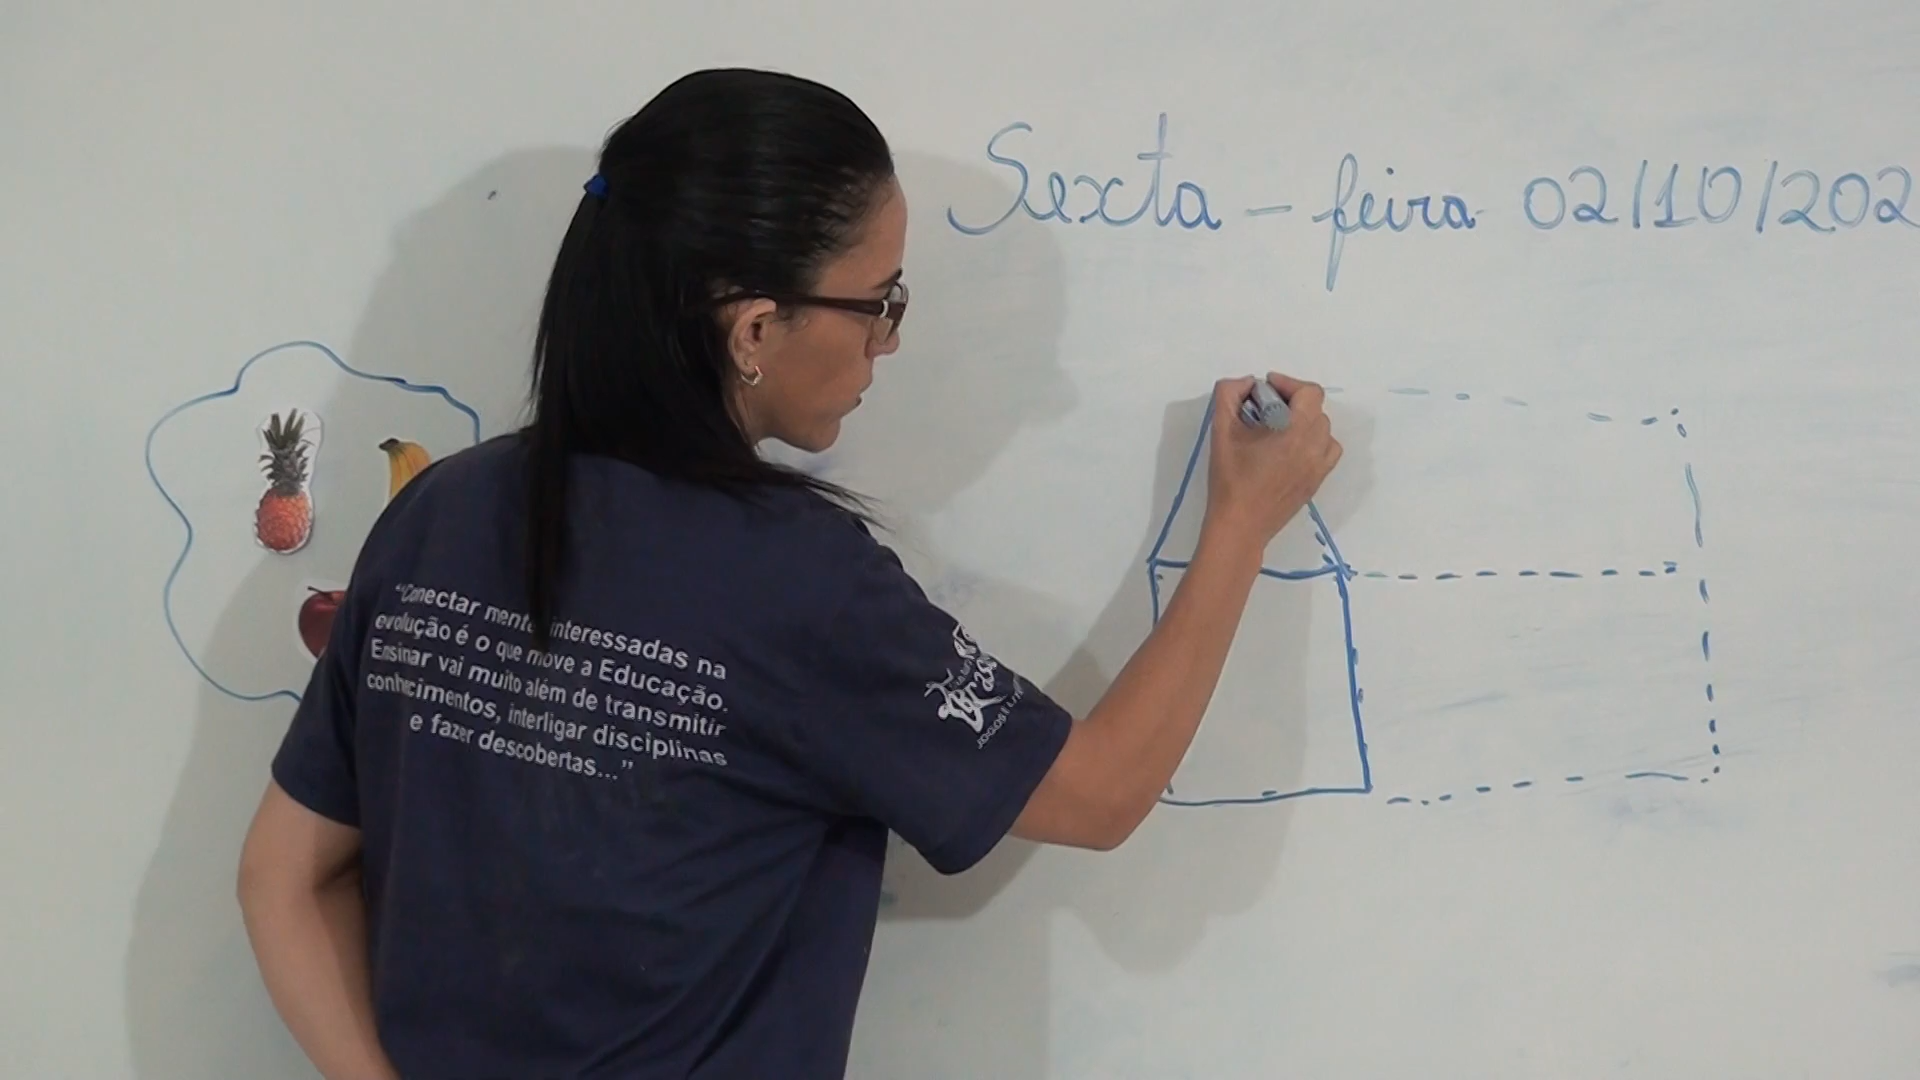 Sexta - feira 02/10/202
“Conectar mentes interessadas na
evolução é o que move a Educação.
Ensinar vai muito além de transmitir
conhecimentos, interligar disciplinas
e fazer descobertas...”